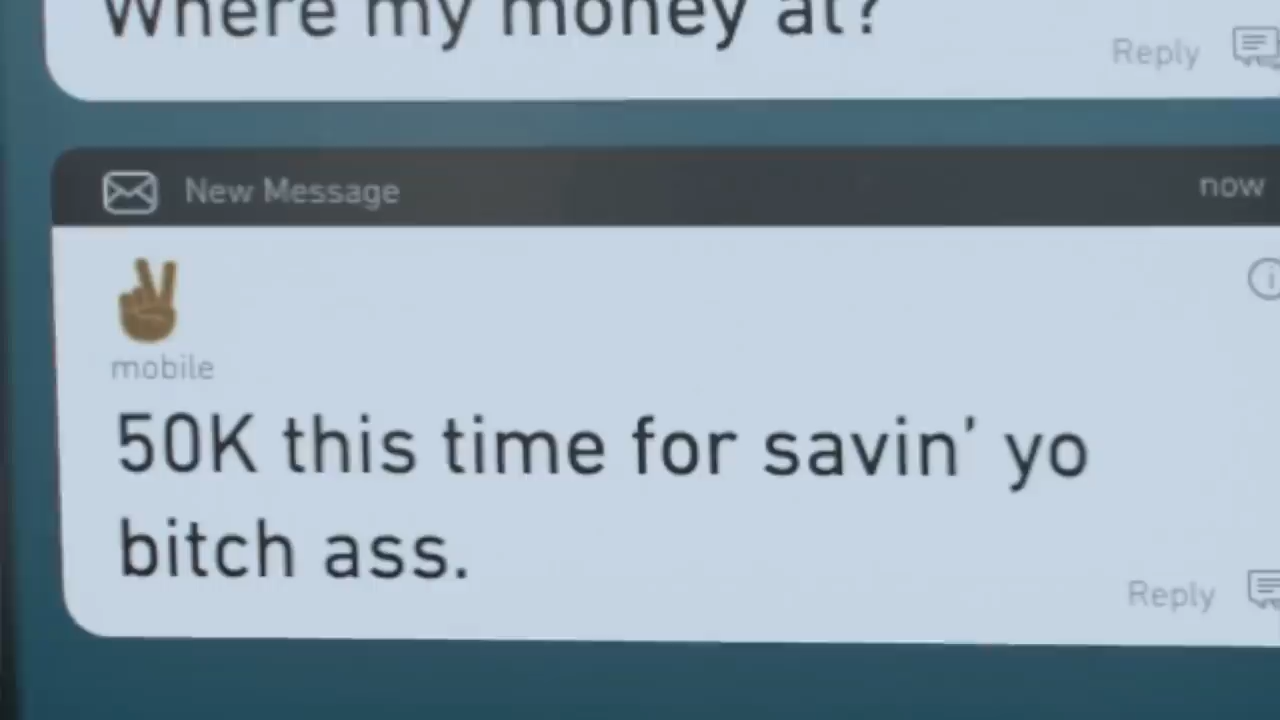 Where my money at?
Reply
New Message
now
✌🏾
mobile
50K this time for savin' yo
bitch ass.
Reply